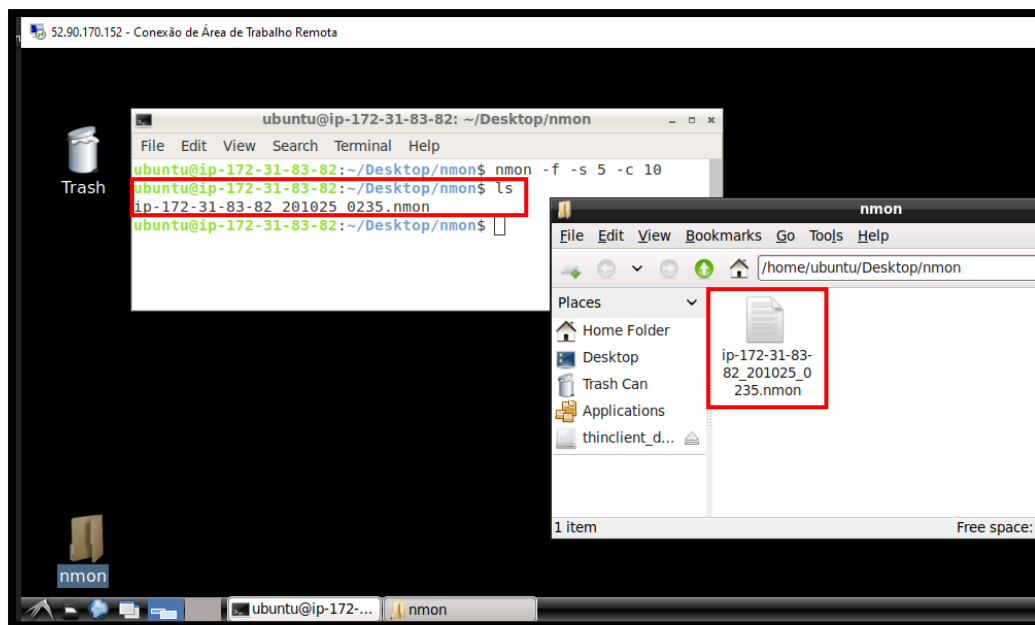 52.90.170.152 - Conexão de Área de Trabalho Remota
Trash
ubuntu@ip-172-31-83-82: ~/Desktop/nmon
File Edit View Search Terminal Help
ubuntu@ip-172-31-83-82:~/Desktop/nmon$ nmon -f -s 5 -c 10
ubuntu@ip-172-31-83-82:~/Desktop/nmon$ ls
ip-172-31-83-82_201025_0235.nmon
ubuntu@ip-172-31-83-82:~/Desktop/nmon$
nmon
File Edit View Bookmarks Go Tools Help
/home/ubuntu/Desktop/nmon
Places
Home Folder
Desktop
Trash Can
Applications
thinclient_d...
ip-172-31-83-
82_201025_0
235.nmon
1 item
Free space:
nmon
ubuntu@ip-172-...
nmon